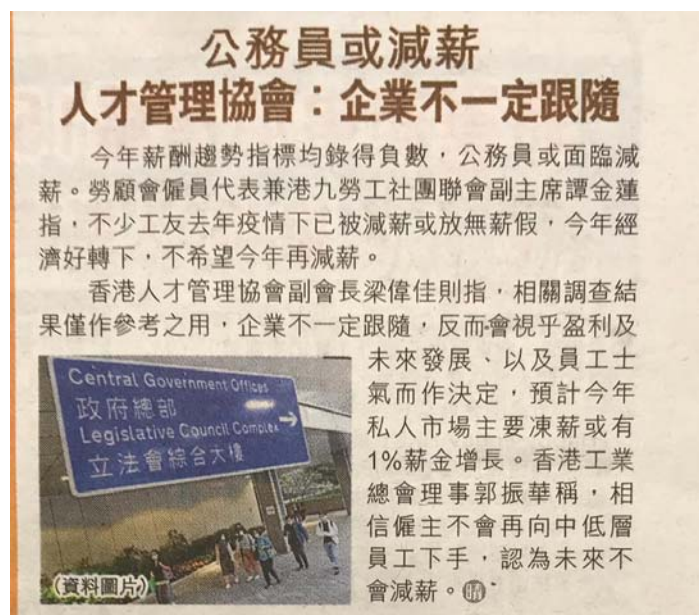 公務員或減薪
人才管理協會：企業不一定跟隨
今年薪酬趨勢指標均錄得負數，公務員或面臨減
薪。勞顧會僱員代表兼港九勞工社團聯會副主席譚金蓮
指，不少工友去年疫情下已被減薪或放無薪假，今年經
濟好轉下，不希望今年再減薪。
香港人才管理協會副會長梁偉佳則指，相關調查結
果僅作參考之用，企業不一定跟隨，反而會視乎盈利及
未來發展、以及員工士
氣而作決定，預計今年
私人市場主要凍薪或有
1%薪金增長。香港工業
總會理事郭振華稱，相
信僱主不會再向中低層
員工下手，認為未來不
會減薪。晴
Central Government Offices
政府總部
Legislative Council Complex
立法會綜合大樓
(資料圖片)